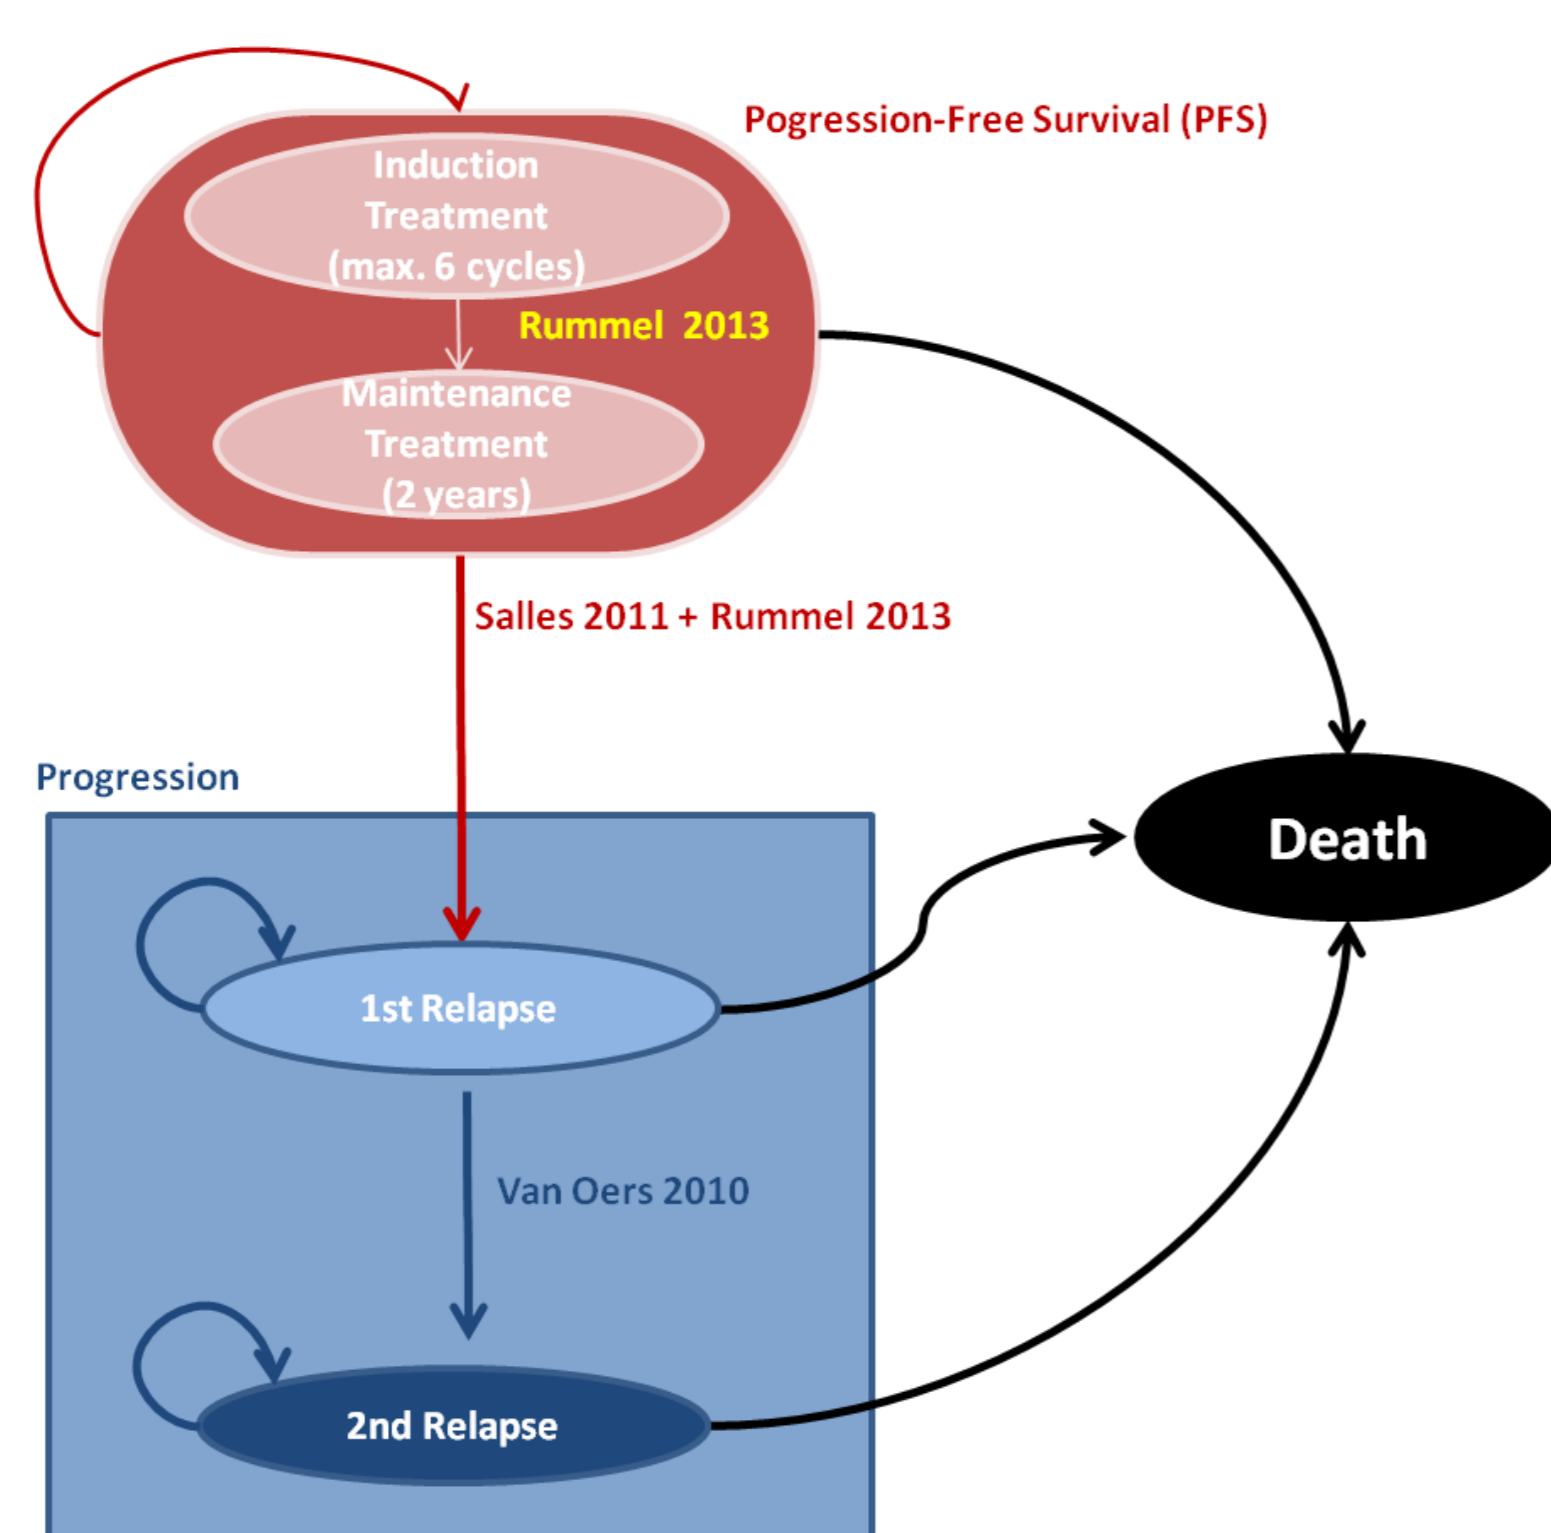 Pogression-Free Survival (PFS)
Induction
Treatment
(max. 6 cycles)
Rummel 2013
Maintenance
Treatment
(2 years)
Salles 2011 + Rummel 2013
Progression
Death
1st Relapse
Van Oers 2010
2nd Relapse